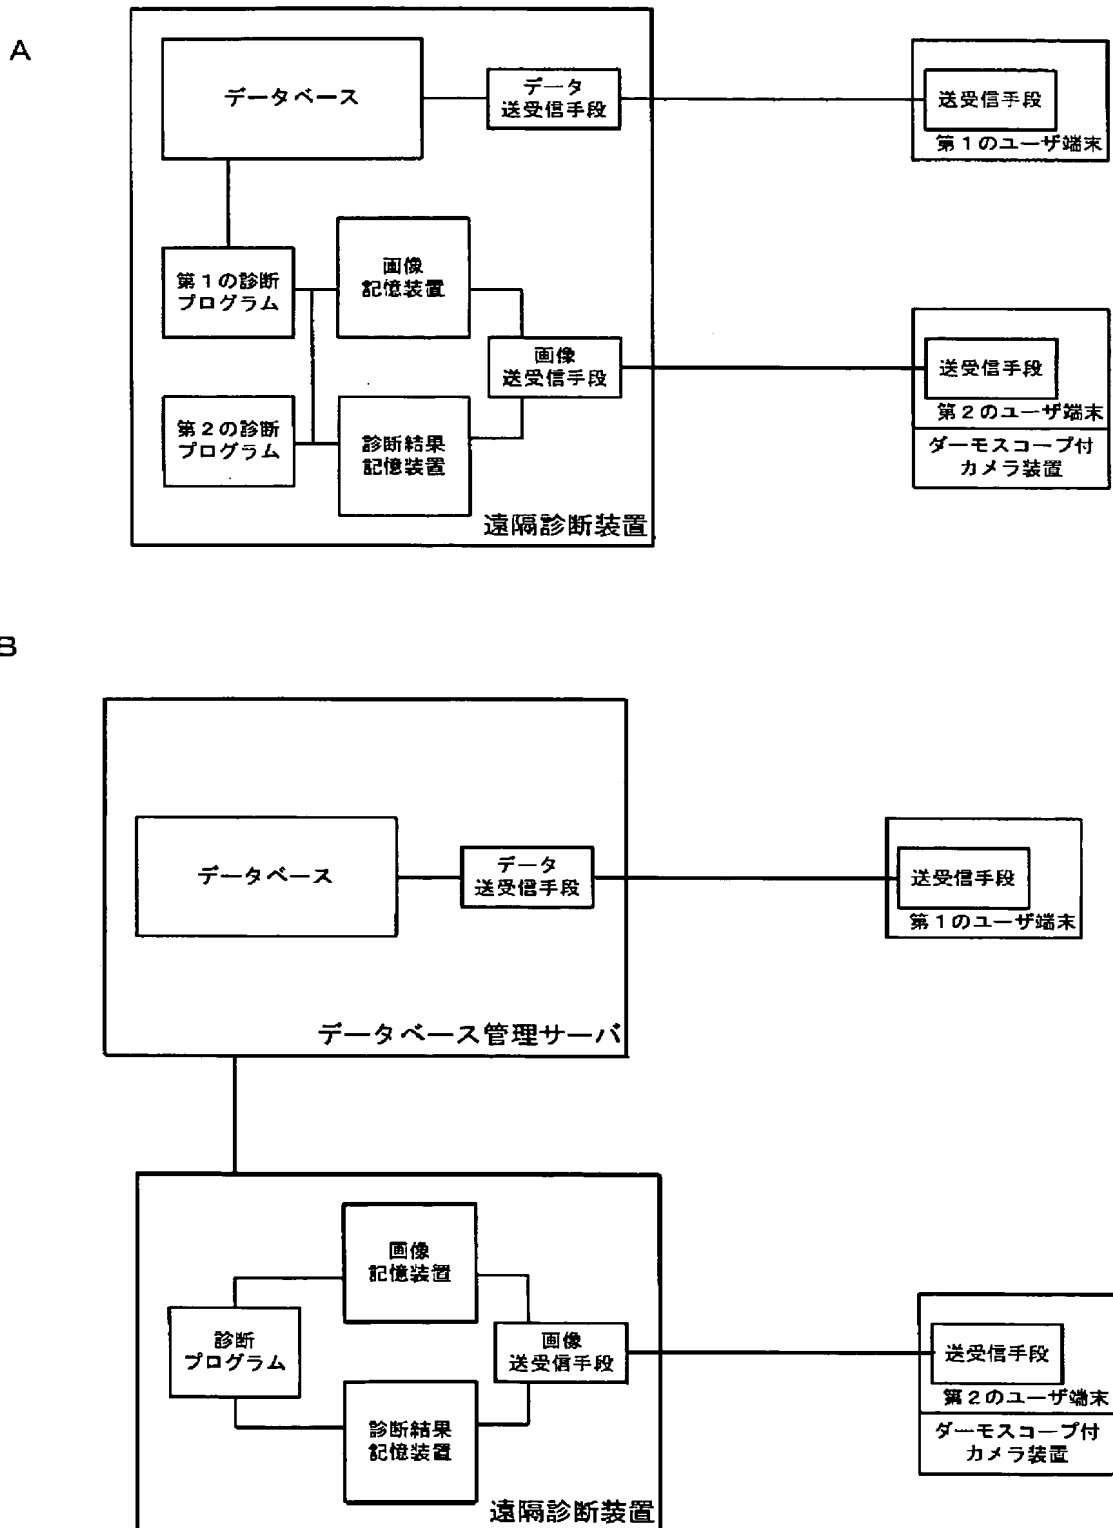 A
データベース
データ
送受信手段
送受信手段
第1のユーザ端末
第1の診断
プログラム
画像
記憶装置
画像
送受信手段
送受信手段
第2のユーザ端末
ダーモスコープ付
カメラ装置
第2の診断
プログラム
診断結果
記憶装置
遠隔診断装置
B
データベース
データ
送受信手段
送受信手段
第1のユーザ端末
データベース管理サーバ
画像
記憶装置
診断
プログラム
画像
送受信手段
送受信手段
第2のユーザ端末
ダーモスコープ付
カメラ装置
診断結果
記憶装置
遠隔診断装置